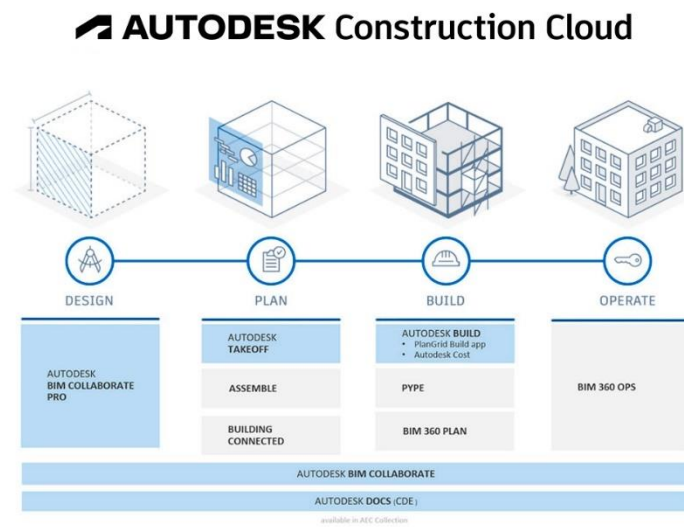 AUTODESK Construction Cloud
DESIGN
PLAN
BUILD
OPERATE
AUTODESK
BIM COLLABORATE
PRO
AUTODESK
TAKEOFF
ASSEMBLE
BUILDING
CONNECTED
AUTODESK BUILD
• PlanGrid Build app
• Autodesk Cost
PYPE
BIM 360 PLAN
BIM 360 OPS
AUTODESK BIM COLLABORATE
AUTODESK DOCS (CDE)
available in AEC Collection